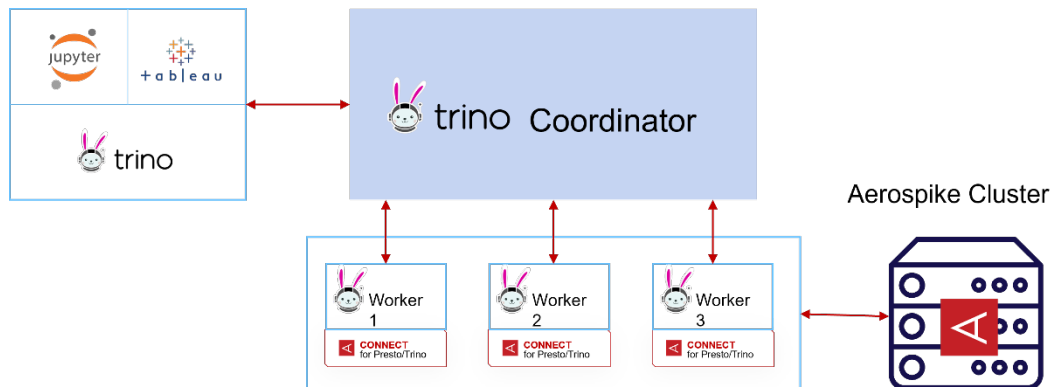 jupyter
+ableau
trino
trino Coordinator
Aerospike Cluster
Worker
1
Worker
2
Worker
3
CONNECT
for Presto/Trino
CONNECT
for Presto/Trino
CONNECT
for Presto/Trino